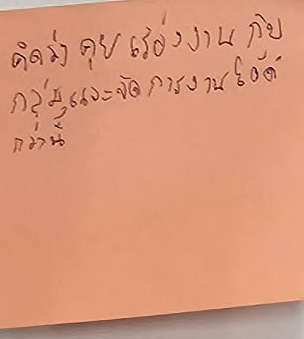 คิดว่า คุยเรื่องงาน กับ
กลุ่มและจัดการงานได้ดี
กว่านี้